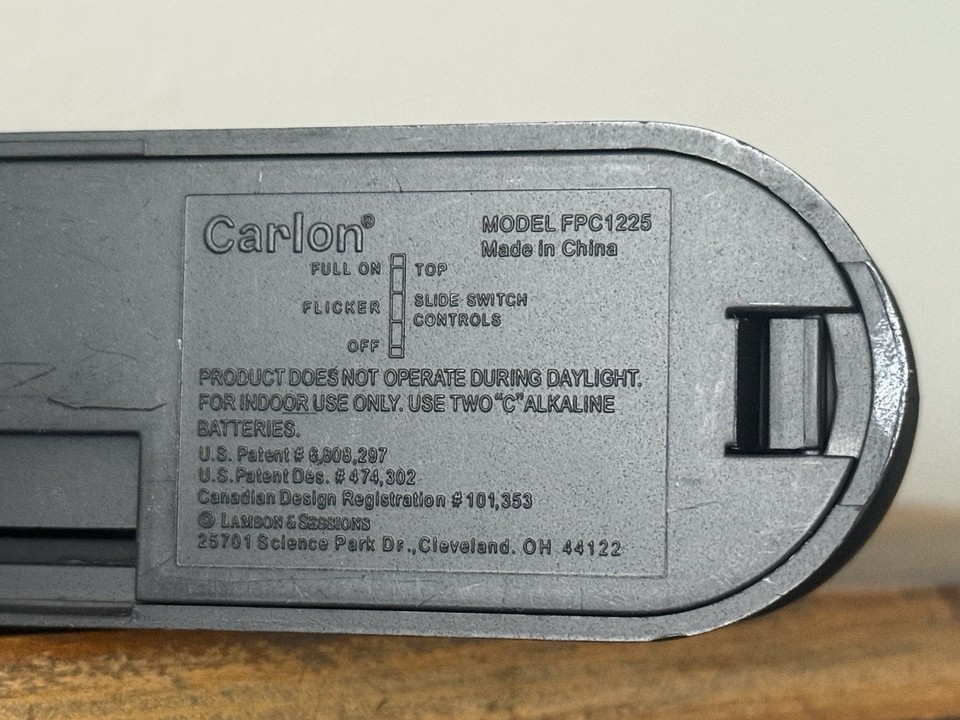 Carlon®
MODEL FPC1225
Made in China
FULL ON TOP
FLICKER SLIDE SWITCH
CONTROLS
OFF
PRODUCT DOES NOT OPERATE DURING DAYLIGHT.
FOR INDOOR USE ONLY. USE TWO "C" ALKALINE
BATTERIES.
U.S. Patent # 6,808,297
U.S. Patent Des. # 474,302
Canadian Design Registration # 101,353
© LAMSON & SESSIONS
25701 Science Park Dr., Cleveland. OH 44122